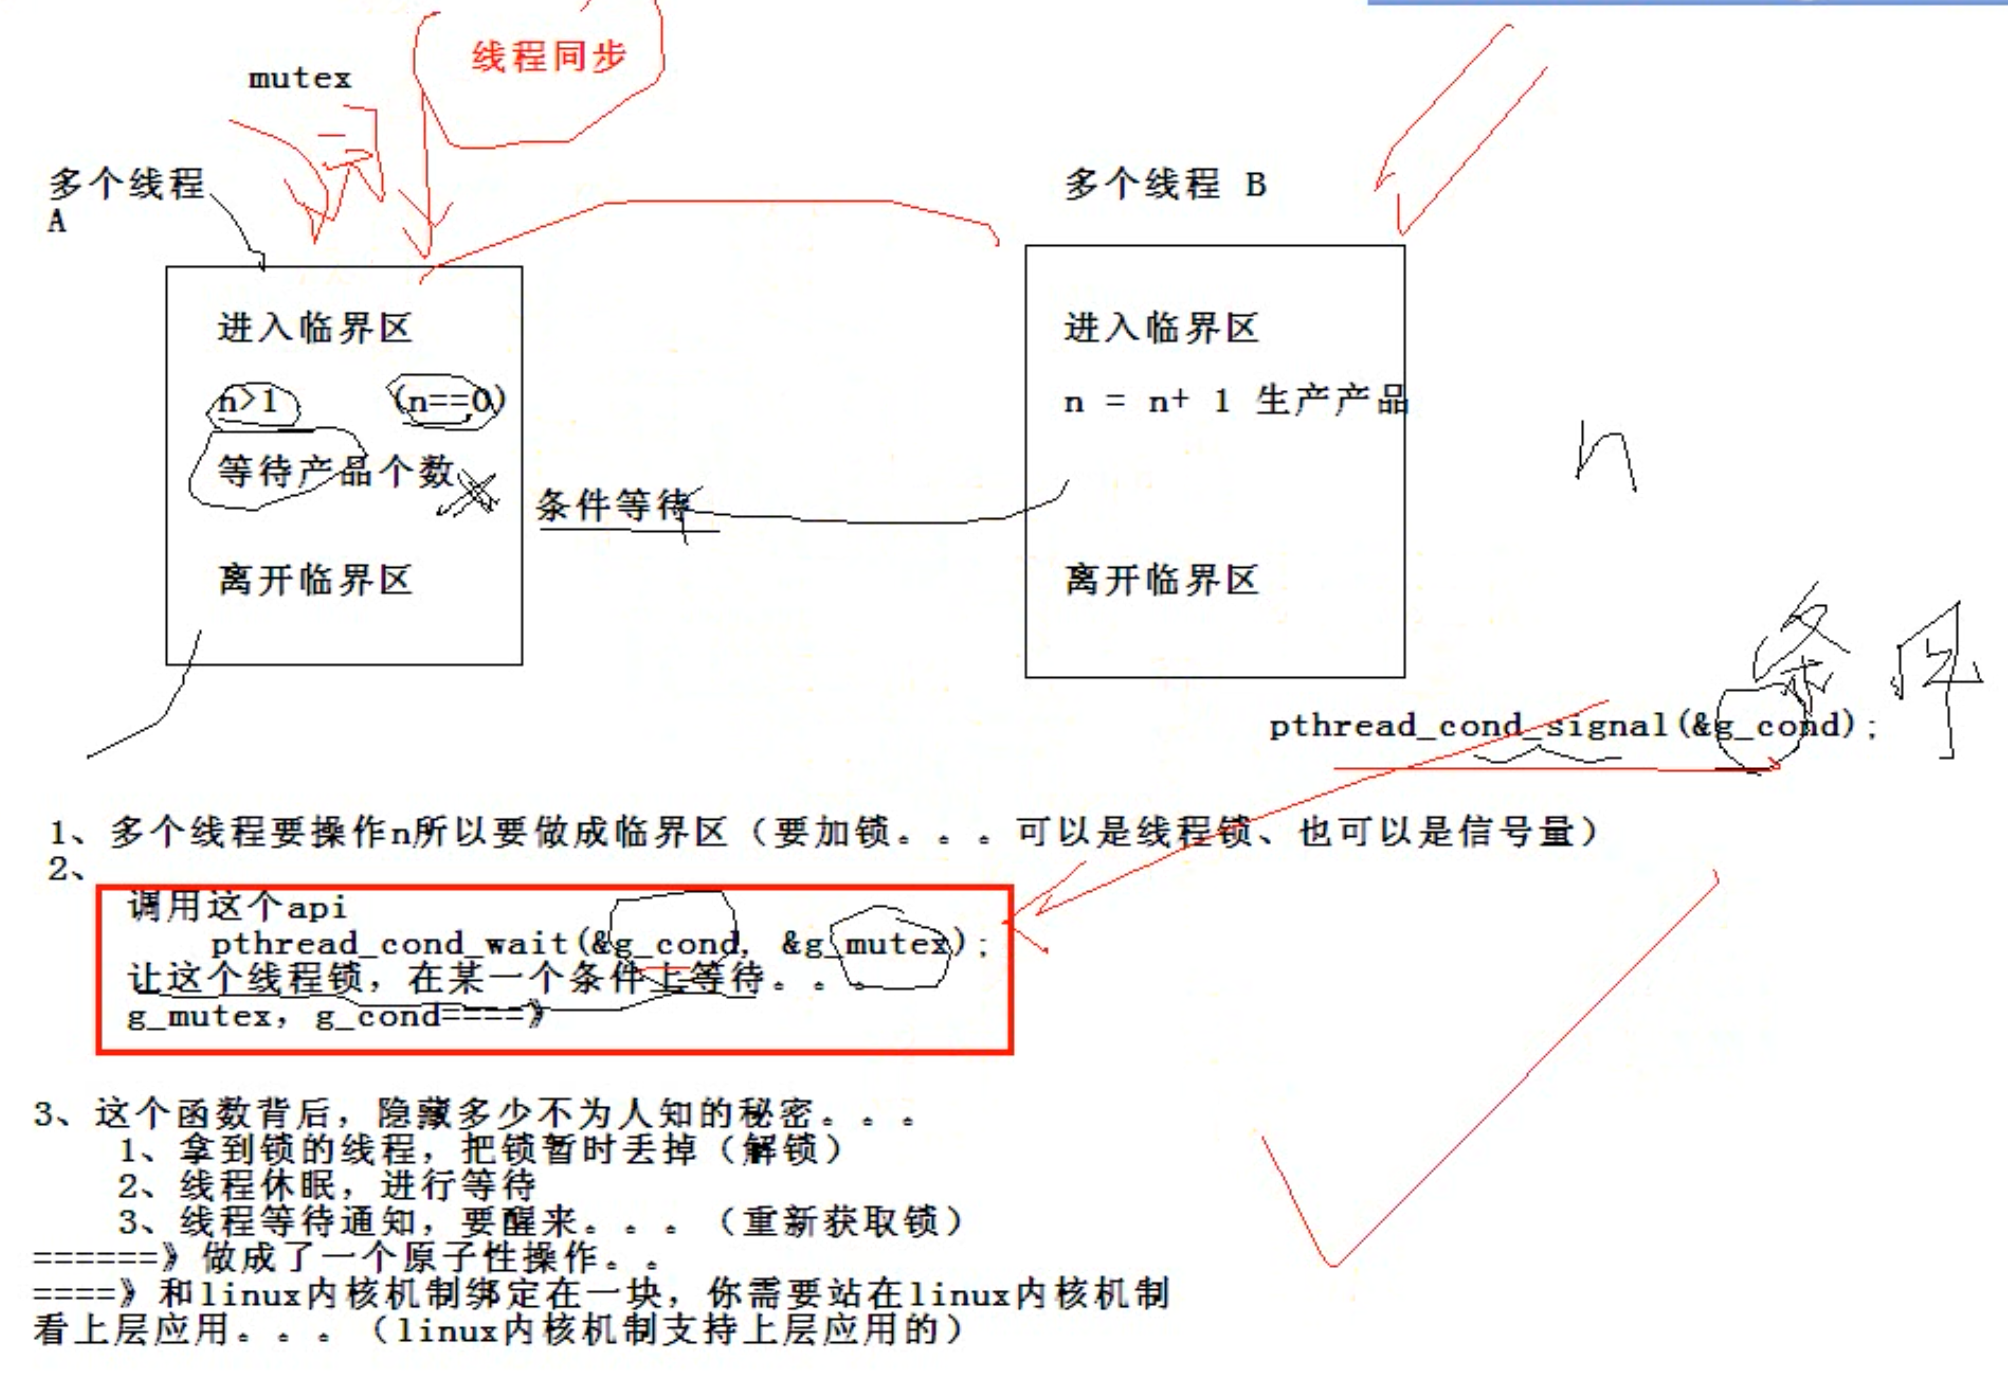 线程同步
mutex
多个线程
A
多个线程 B
进入临界区
n>1 (n==0)
等待产品个数
条件等待
离开临界区
进入临界区
n = n+ 1 生产产品
离开临界区
n
条件
pthread_cond_signal(&g_cond);
1、多个线程要操作n所以要做成临界区（要加锁。。。可以是线程锁、也可以是信号量）
2、
调用这个api
pthread_cond_wait(&g_cond, &g_mutex);
让这个线程锁，在某一个条件上等待。。。
g_mutex, g_cond====》
3、这个函数背后，隐藏多少不为人知的秘密。。。
1、拿到锁的线程，把锁暂时丢掉（解锁）
2、线程休眠，进行等待
3、线程等待通知，要醒来。。。（重新获取锁）
======》做成了一个原子性操作。。
====》和linux内核机制绑定在一块，你需要站在linux内核机制
看上层应用。。。（linux内核机制支持上层应用的）